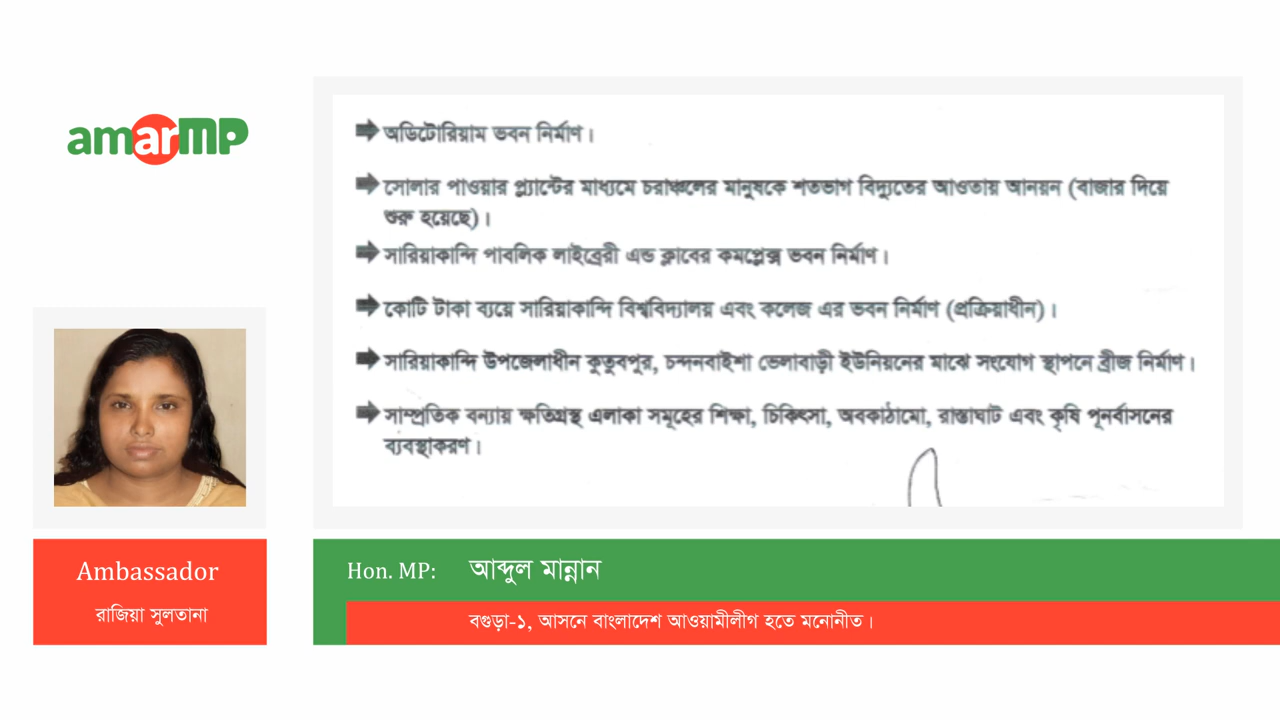 amarMP
➡ অডিটোরিয়াম ভবন নির্মাণ।
➡ সোলার পাওয়ার প্ল্যান্টের মাধ্যমে চরাঞ্চলের মানুষকে শতভাগ বিদ্যুতের আওতায় আনয়ন (বাজার দিয়ে
শুরু হয়েছে)।
➡ সারিয়াকান্দি পাবলিক লাইব্রেরী এন্ড ক্লাবের কমপ্লেক্স ভবন নির্মাণ।
➡ কোটি টাকা ব্যয়ে সারিয়াকান্দি বিশ্ববিদ্যালয় এবং কলেজ এর ভবন নির্মাণ (প্রক্রিয়াধীন)।
➡ সারিয়াকান্দি উপজেলাধীন কুতুবপুর, চন্দনবাইশা ভেলাবাড়ী ইউনিয়নের মাঝে সংযোগ স্থাপনে ব্রীজ নির্মাণ।
➡ সাম্প্রতিক বন্যায় ক্ষতিগ্রস্থ এলাকা সমূহের শিক্ষা, চিকিৎসা, অবকাঠামো, রাস্তাঘাট এবং কৃষি পূনর্বাসনের
ব্যবস্থাকরণ।
Ambassador
রাজিয়া সুলতানা
Hon. MP: আব্দুল মান্নান
বগুড়া-১, আসনে বাংলাদেশ আওয়ামীলীগ হতে মনোনীত।